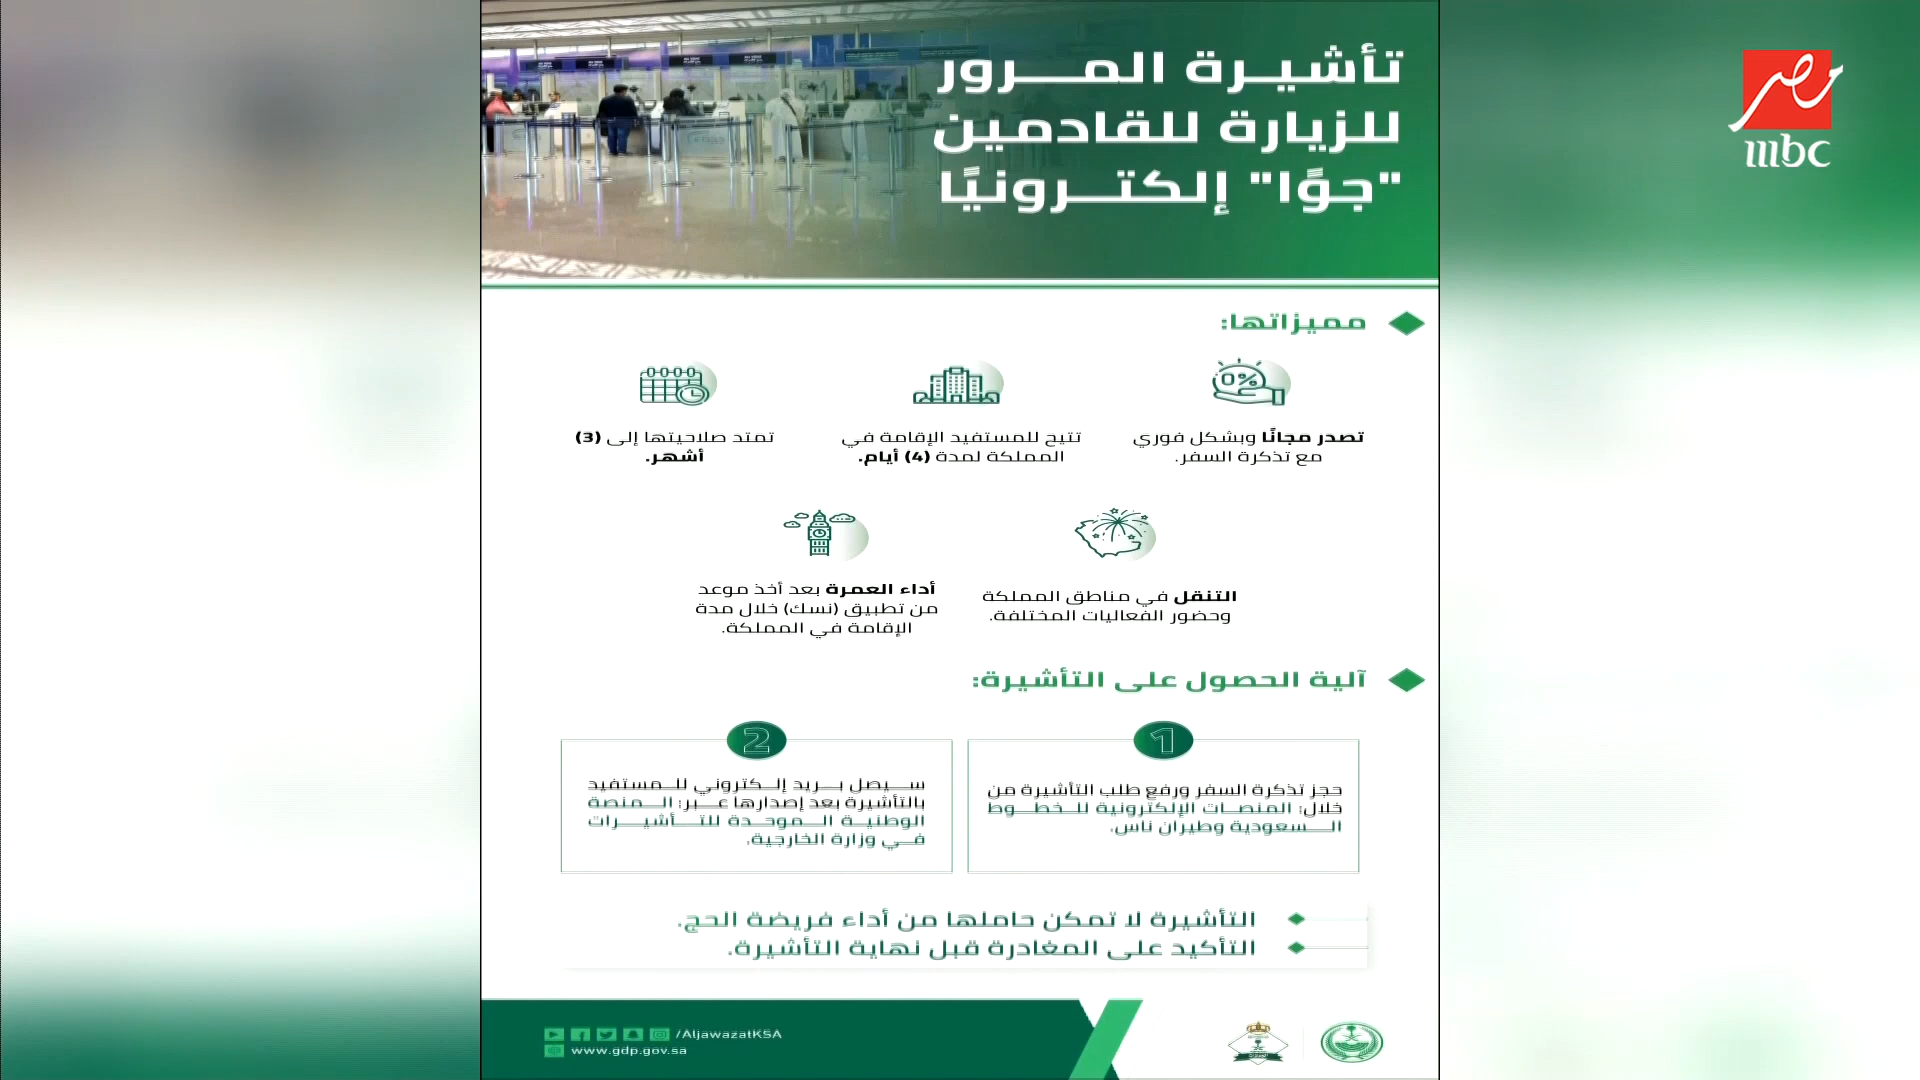 تأشيرة المرور
للزيارة للقادمين
"جوًا" إلكترونيًا
مصر
mbc
مميزاتها:
0%
تصدر مجانًا وبشكل فوري
مع تذكرة السفر.
تتيح للمستفيد الإقامة في
المملكة لمدة (4) أيام.
تمتد صلاحيتها إلى (3)
أشهر.
التنقل في مناطق المملكة
وحضور الفعاليات المختلفة.
أداء العمرة بعد أخذ موعد
من تطبيق (نسك) خلال مدة
الإقامة في المملكة.
آلية الحصول على التأشيرة:
1
حجز تذكرة السفر ورفع طلب التأشيرة من
خلال: المنصات الإلكترونية للخطوط
السعودية وطيران ناس.
2
سيصل بريد إلكتروني للمستفيد
بالتأشيرة بعد إصدارها عبر: المنصة
الوطنية الموحدة للتأشيرات
في وزارة الخارجية.
التأشيرة لا تمكن حاملها من أداء فريضة الحج.
التأكيد على المغادرة قبل نهاية التأشيرة.
/AljawazatKSA
www.gdp.gov.sa